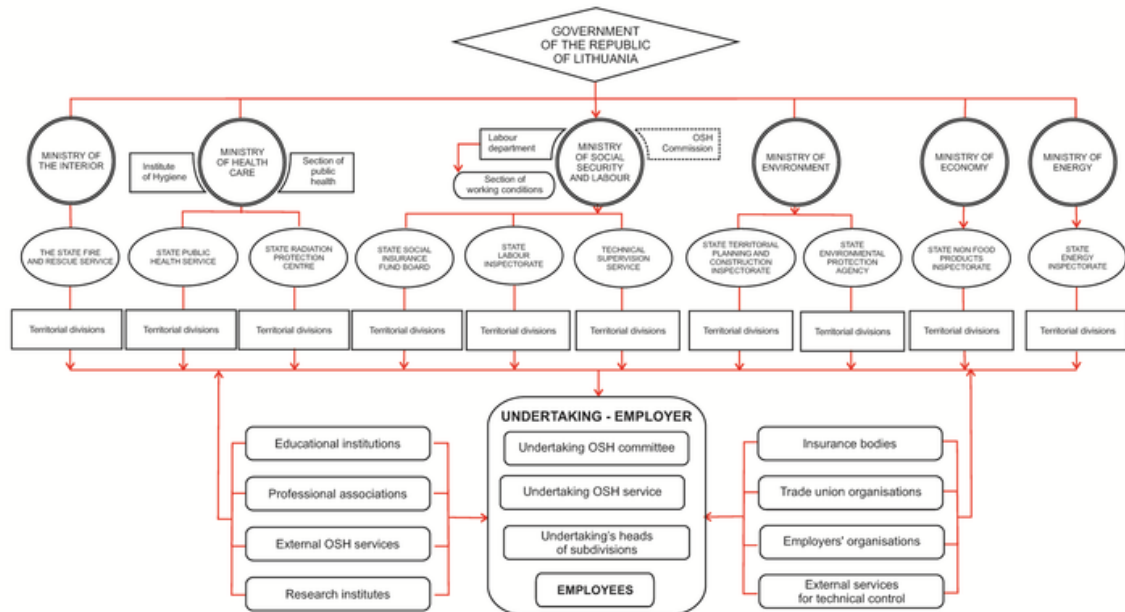 GOVERNMENT
OF THE REPUBLIC
OF LITHUANIA
MINISTRY OF
THE INTERIOR
Institute
of Hygiene
MINISTRY
OF HEALTH
CARE
Section of
public
health
Labour
department
Section of
working conditions
MINISTRY
OF SOCIAL
SECURITY
AND LABOUR
OSH
Commission
MINISTRY OF
ENVIRONMENT
MINISTRY OF
ECONOMY
MINISTRY OF
ENERGY
THE STATE FIRE
AND RESCUE SERVICE
STATE PUBLIC
HEALTH SERVICE
STATE RADIATION
PROTECTION
CENTRE
STATE SOCIAL
INSURANCE
FUND BOARD
STATE
LABOUR
INSPECTORATE
TECHNICAL
SUPERVISION
SERVICE
STATE TERRITORIAL
PLANNING AND
CONSTRUCTION
INSPECTORATE
STATE
ENVIRONMENTAL
PROTECTION
AGENCY
STATE NON FOOD
PRODUCTS
INSPECTORATE
STATE
ENERGY
INSPECTORATE
Territorial divisions
Territorial divisions
Territorial divisions
Territorial divisions
Territorial divisions
Territorial divisions
Territorial divisions
Territorial divisions
Territorial divisions
Territorial divisions
Educational institutions
Professional associations
External OSH services
Research institutes
UNDERTAKING - EMPLOYER
Undertaking OSH committee
Undertaking OSH service
Undertaking's heads
of subdivisions
EMPLOYEES
Insurance bodies
Trade union organisations
Employers' organisations
External services
for technical control